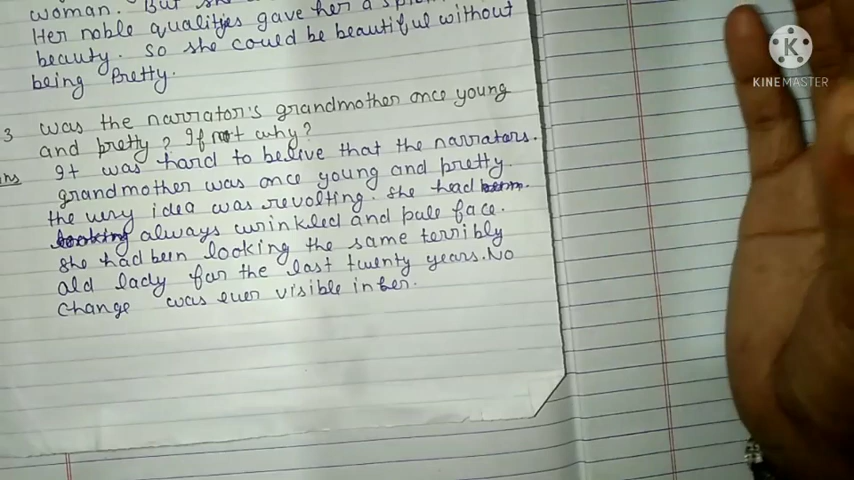 woman. But she
Her noble qualities gave her a
beauty. So she could be beautiful without
being Pretty.
3 Was the narrator's grandmother once young
and pretty? If not why?
Ans It was hard to belive that the narrators.
grandmother was once young and pretty.
the very idea was revolting. She had
always wrinkled and pale face.
She had been looking the same terribly
old lady for the last twenty years. No
change was ever visible in her.
K
KINEMASTER